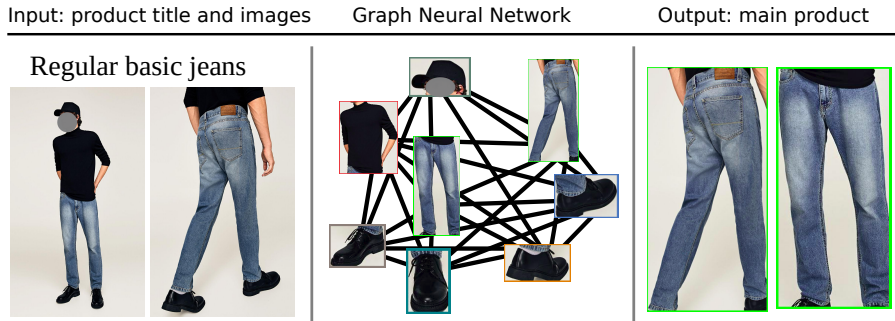 Input: product title and images
Graph Neural Network
Output: main product
Regular basic jeans